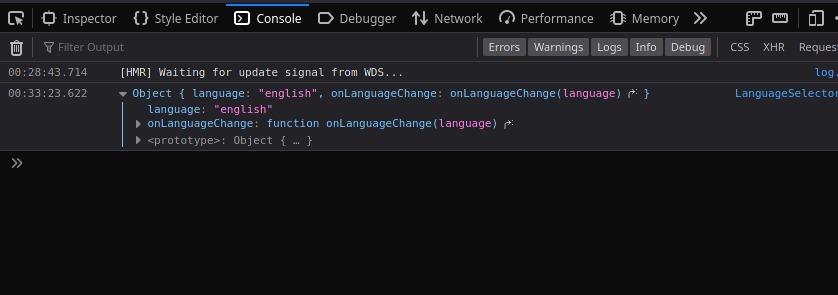 Inspector Style Editor Console Debugger Network Performance Memory
Filter Output Errors Warnings Logs Info Debug CSS XHR Request
00:28:43.714 [HMR] Waiting for update signal from WDS... log.
00:33:23.622 Object { language: "english", onLanguageChange: onLanguageChange(language) } LanguageSelector
language: "english"
onLanguageChange: function onLanguageChange(language)
<prototype>: Object { … }